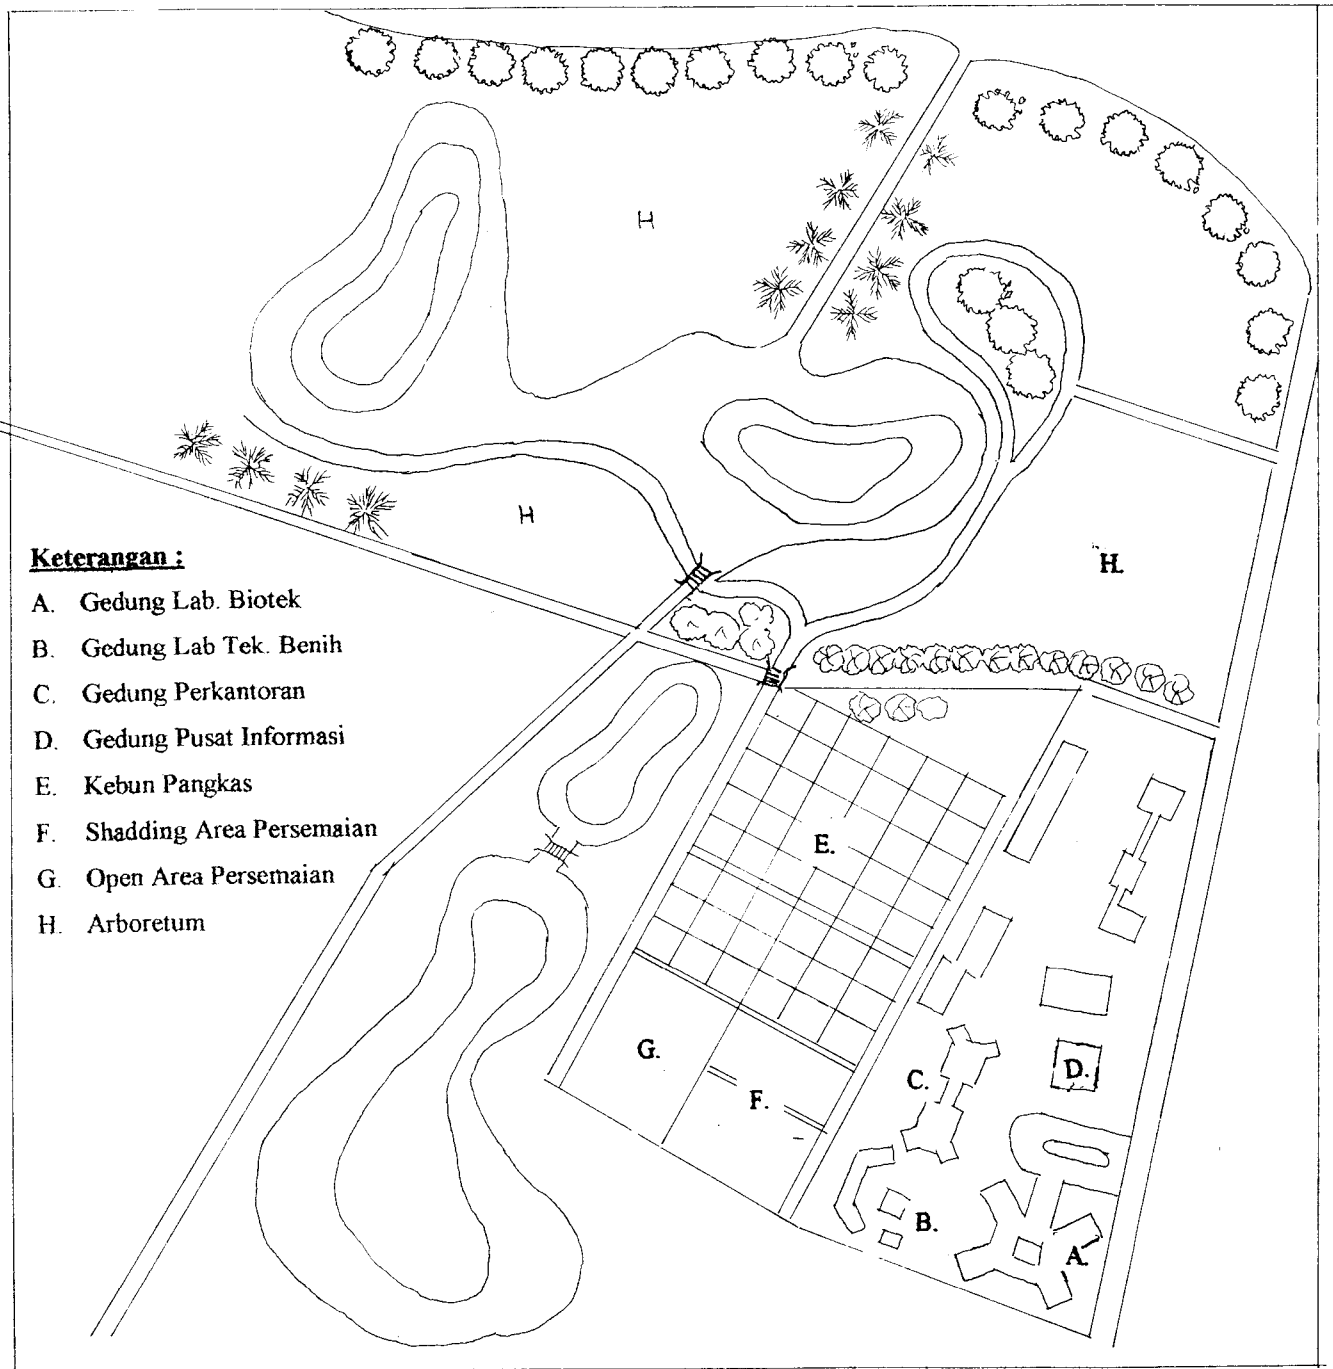 H
H
H.
Keterangan :
A. Gedung Lab. Biotek
B. Gedung Lab Tek. Benih
C. Gedung Perkantoran
D. Gedung Pusat Informasi
E. Kebun Pangkas
F. Shadding Area Persemaian
G. Open Area Persemaian
H. Arboretum
E.
G.
F.
C.
D.
B.
A.